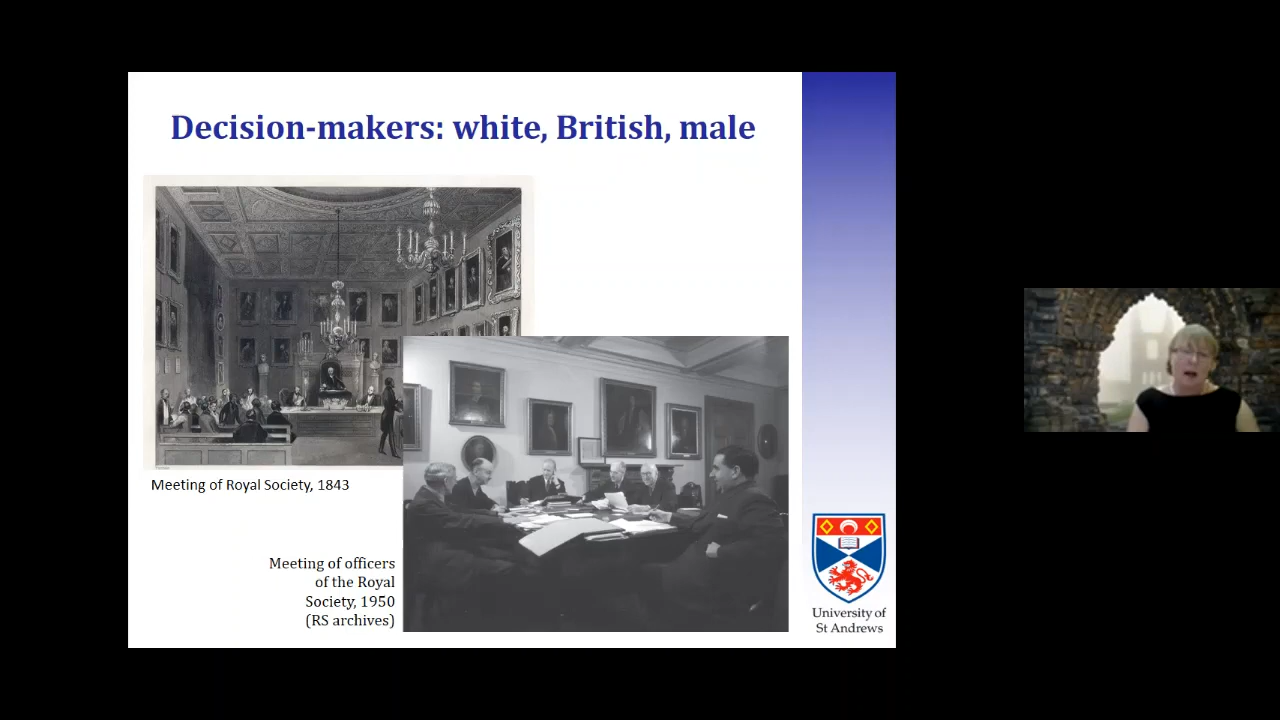 Decision-makers: white, British, male
Meeting of Royal Society, 1843
Meeting of officers
of the Royal
Society, 1950
(RS archives)
University of
St Andrews